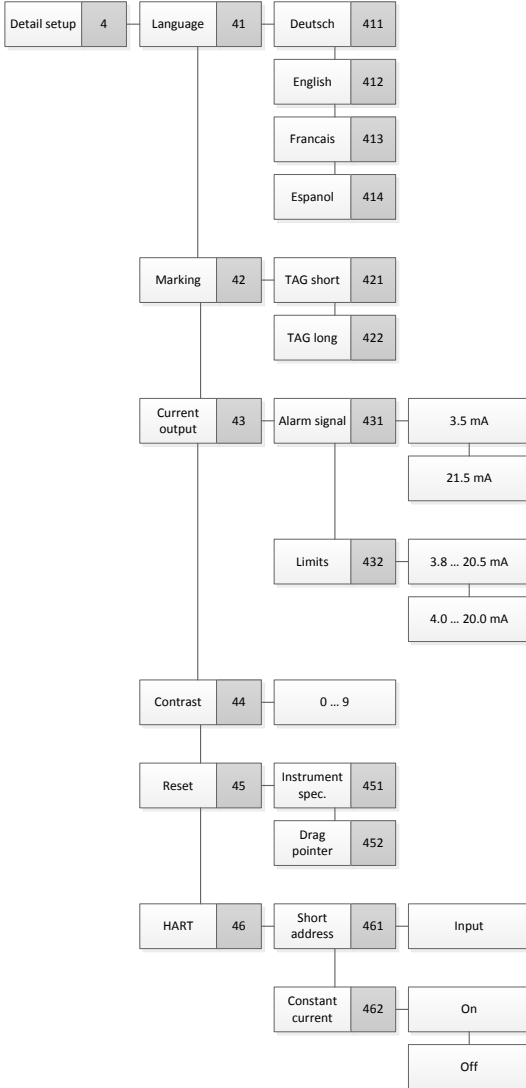 Detail setup 4 Language 41 Deutsch 411
English 412
Francais 413
Espanol 414
Marking 42 TAG short 421
TAG long 422
Current
output 43 Alarm signal 431 3.5 mA
21.5 mA
Limits 432 3.8 ... 20.5 mA
4.0 ... 20.0 mA
Contrast 44 0 ... 9
Reset 45 Instrument
spec. 451
Drag
pointer 452
HART 46 Short
address 461 Input
Constant
current 462 On
Off